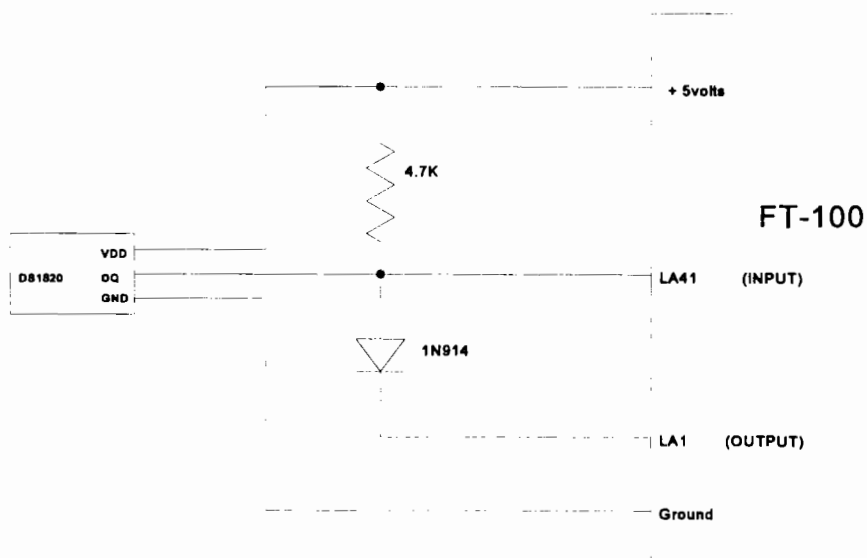 + 5volts
4.7K
FT-100
VDD
DS1820
DQ
LA41 (INPUT)
GND
1N914
LA1 (OUTPUT)
Ground